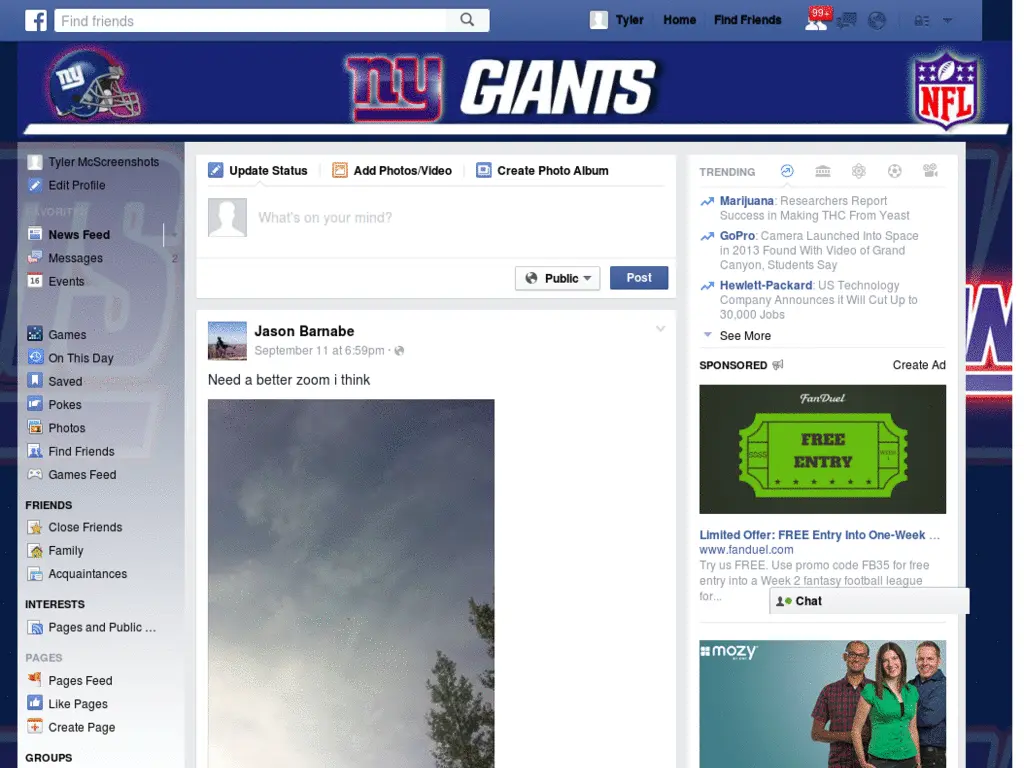 Find friends
Tyler
Home
Find Friends
99+
ny
GIANTS
NFL
Tyler McScreenshots
Edit Profile
FAVORITES
News Feed
Messages
2
16
Events
Games
On This Day
Saved
Pokes
Photos
Find Friends
Games Feed
FRIENDS
Close Friends
Family
Acquaintances
INTERESTS
Pages and Public ...
PAGES
Pages Feed
Like Pages
Create Page
GROUPS
Update Status
Add Photos/Video
Create Photo Album
What's on your mind?
Public
Post
Jason Barnabe
September 11 at 6:59pm ·
Need a better zoom i think
TRENDING
Marijuana: Researchers Report
Success in Making THC From Yeast
GoPro: Camera Launched Into Space
in 2013 Found With Video of Grand
Canyon, Students Say
Hewlett-Packard: US Technology
Company Announces it Will Cut Up to
30,000 Jobs
See More
SPONSORED
Create Ad
FanDuel
FREE
ENTRY
Limited Offer: FREE Entry Into One-Week ...
www.fanduel.com
Try us FREE. Use promo code FB35 for free
entry into a Week 2 fantasy football league
for...
Chat
mozy